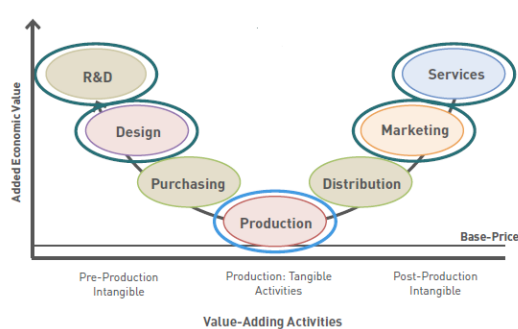 Added Economic Value
R&D
Services
Design
Marketing
Purchasing
Distribution
Production
Base-Price
Pre-Production
Intangible
Production: Tangible
Activities
Post-Production
Intangible
Value-Adding Activities